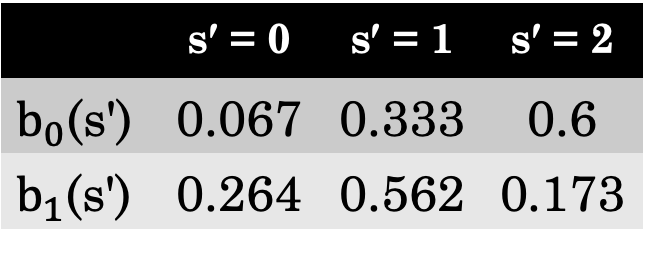 s′ = 0 s′ = 1 s′ = 2
b₀(s') 0.067 0.333 0.6
b₁(s') 0.264 0.562 0.173